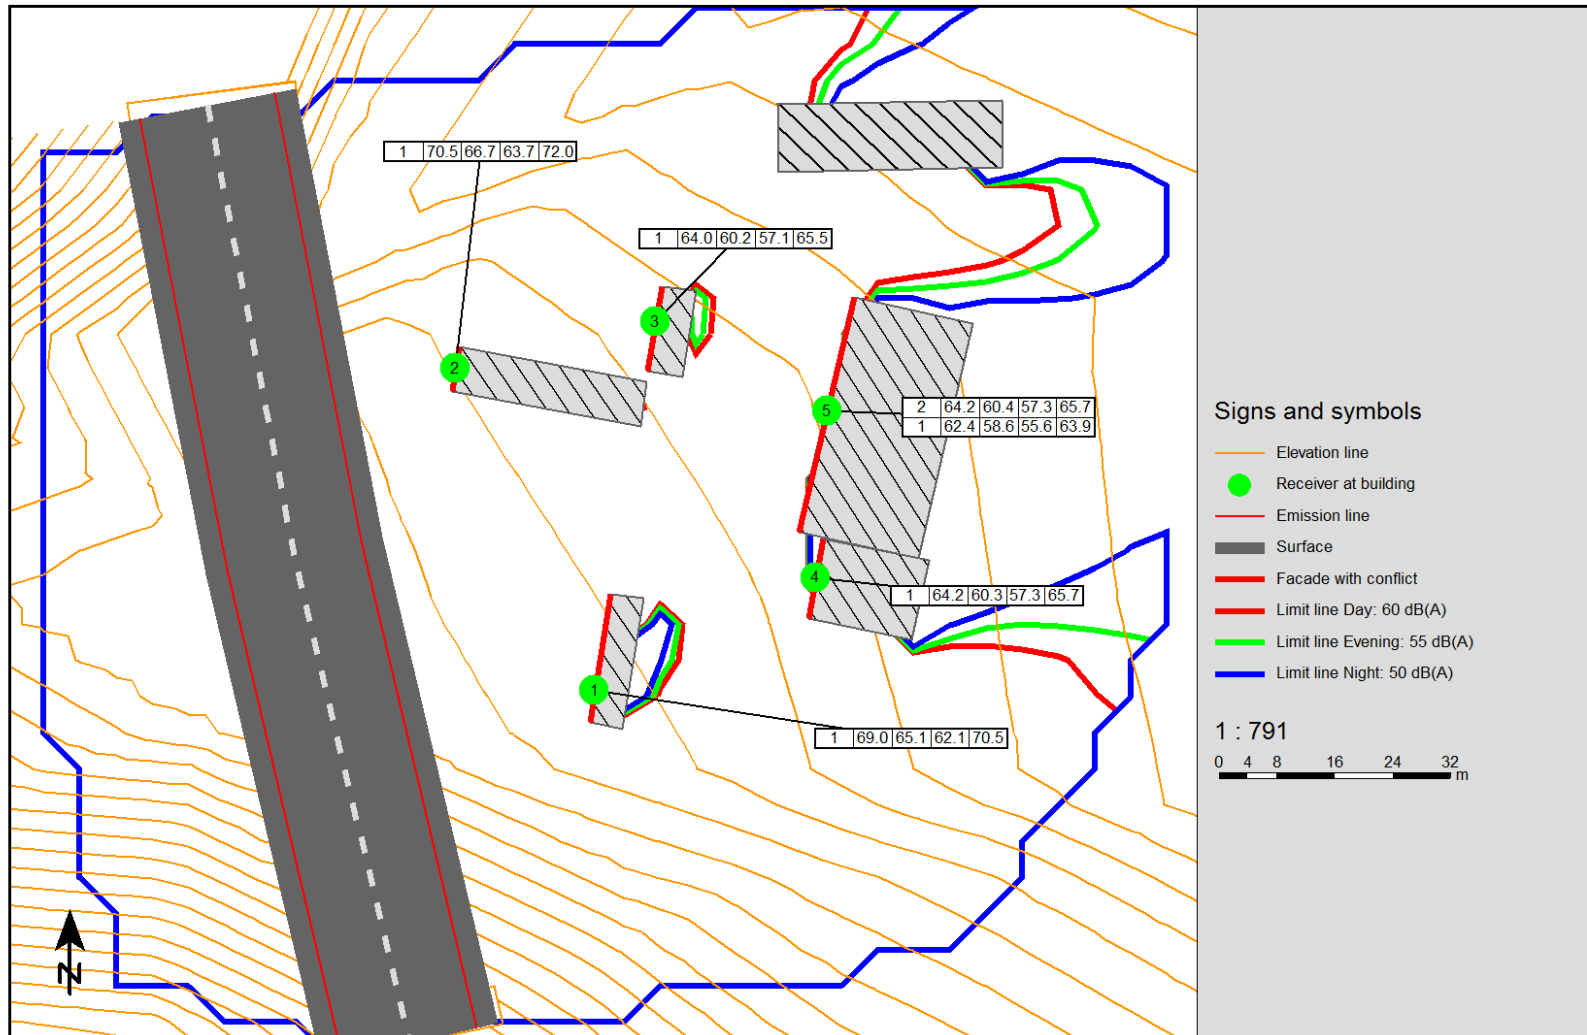 1 70.5 66.7 63.7 72.0
1 64.0 60.2 57.1 65.5
3
2
5
2 64.2 60.4 57.3 65.7
1 62.4 58.6 55.6 63.9
4
1 64.2 60.3 57.3 65.7
1
1 69.0 65.1 62.1 70.5
N
Signs and symbols
Elevation line
Receiver at building
Emission line
Surface
Facade with conflict
Limit line Day: 60 dB(A)
Limit line Evening: 55 dB(A)
Limit line Night: 50 dB(A)
1 : 791
0 4 8 16 24 32
m